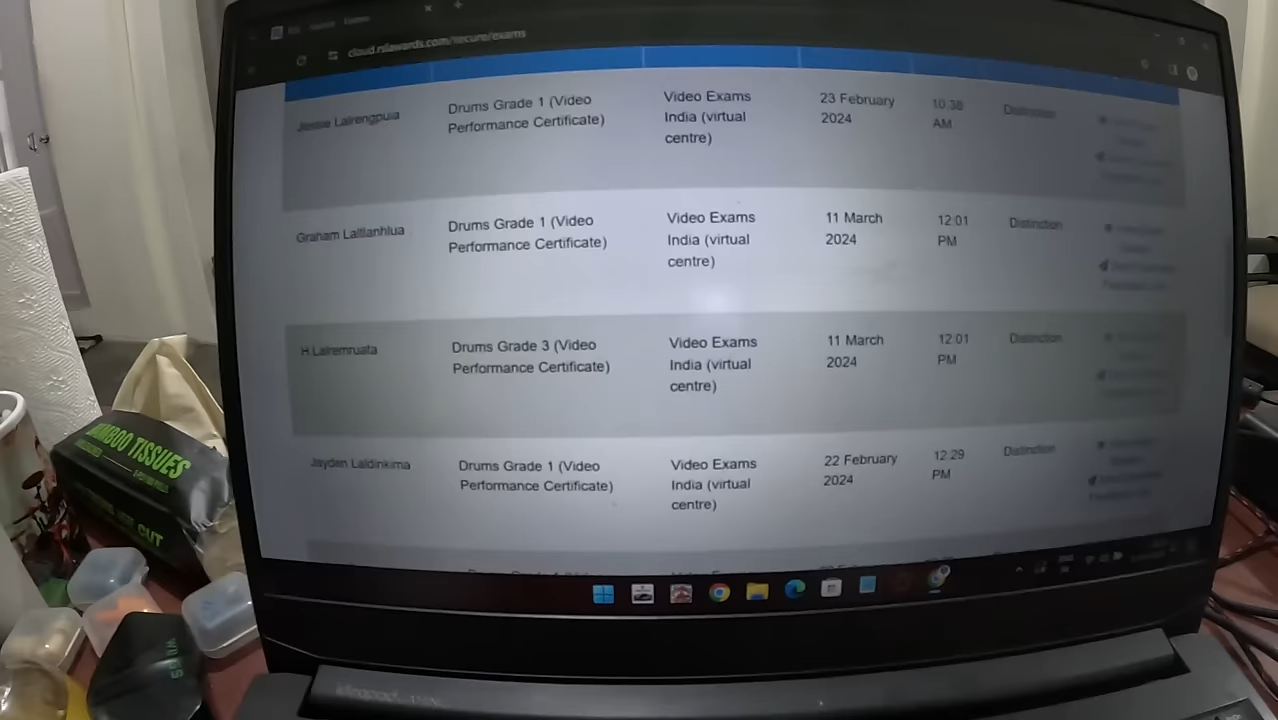 cloud.rslawards.com/secure/exams
Jessie Lalrengpuia
Drums Grade 1 (Video
Performance Certificate)
Video Exams
India (virtual
centre)
23 February
2024
10:38
AM
Distinction
Graham Laltlanhlua
Drums Grade 1 (Video
Performance Certificate)
Video Exams
India (virtual
centre)
11 March
2024
12:01
PM
Distinction
H Lalremruata
Drums Grade 3 (Video
Performance Certificate)
Video Exams
India (virtual
centre)
11 March
2024
12:01
PM
Distinction
Jayden Laldinkima
Drums Grade 1 (Video
Performance Certificate)
Video Exams
India (virtual
centre)
22 February
2024
12:29
PM
Distinction
BAMBOO TISSUES
CUT
ideapad